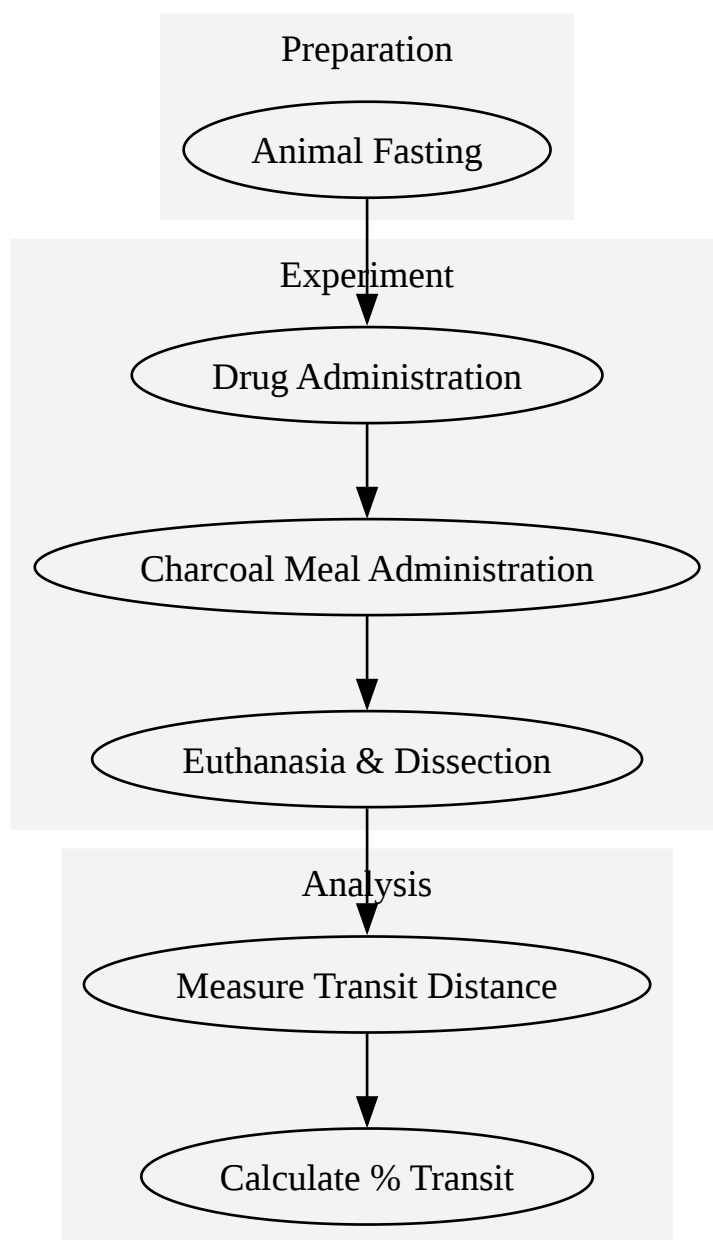 Preparation
Animal Fasting
Experiment
Drug Administration
Charcoal Meal Administration
Euthanasia & Dissection
Analysis
Measure Transit Distance
Calculate % Transit